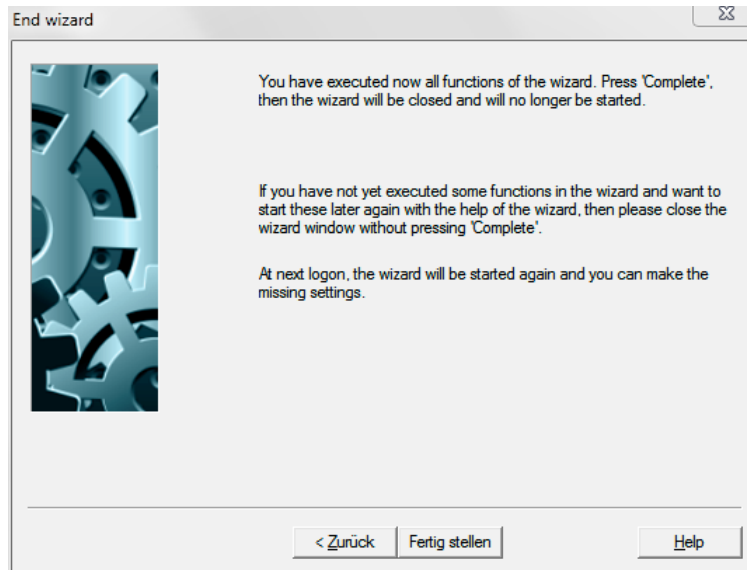 End wizard
You have executed now all functions of the wizard. Press 'Complete',
then the wizard will be closed and will no longer be started.
If you have not yet executed some functions in the wizard and want to
start these later again with the help of the wizard, then please close the
wizard window without pressing 'Complete'.
At next logon, the wizard will be started again and you can make the
missing settings.
< Zurück Fertig stellen Help